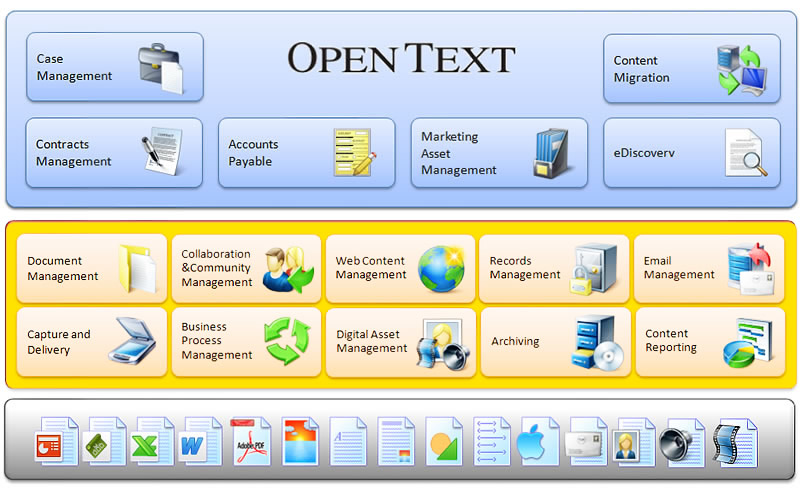 Case
Management
OPEN TEXT
Content
Migration
Contracts
Management
Accounts
Payable
Marketing
Asset
Management
eDiscoverv
Document
Management
Collaboration
&Community
Management
Web Content
Management
Records
Management
Email
Management
Capture and
Delivery
Business
Process
Management
Digital Asset
Management
Archiving
Content
Reporting
Adobe PDF